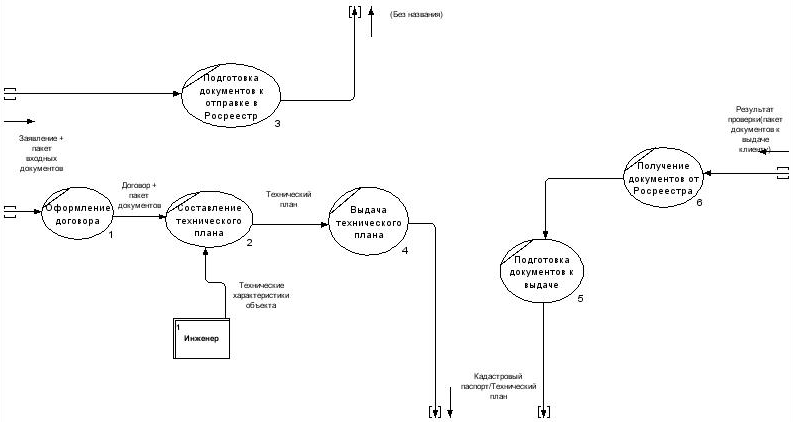 (Без названия)
Подготовка
документов к
отправке в
Росреестр
3
Заявление +
пакет
входных
документов
Результат
проверки(пакет
документов к
выдаче
клиенту)
Получение
документов от
Росреестра
6
Оформление
договора
1
Договор +
пакет
документов
Составление
технического
плана
2
Технический
план
Выдача
технического
плана
4
Подготовка
документов к
выдаче
5
Технические
характеристики
объекта
1
Инженер
Кадастровый
паспорт/Технический
план